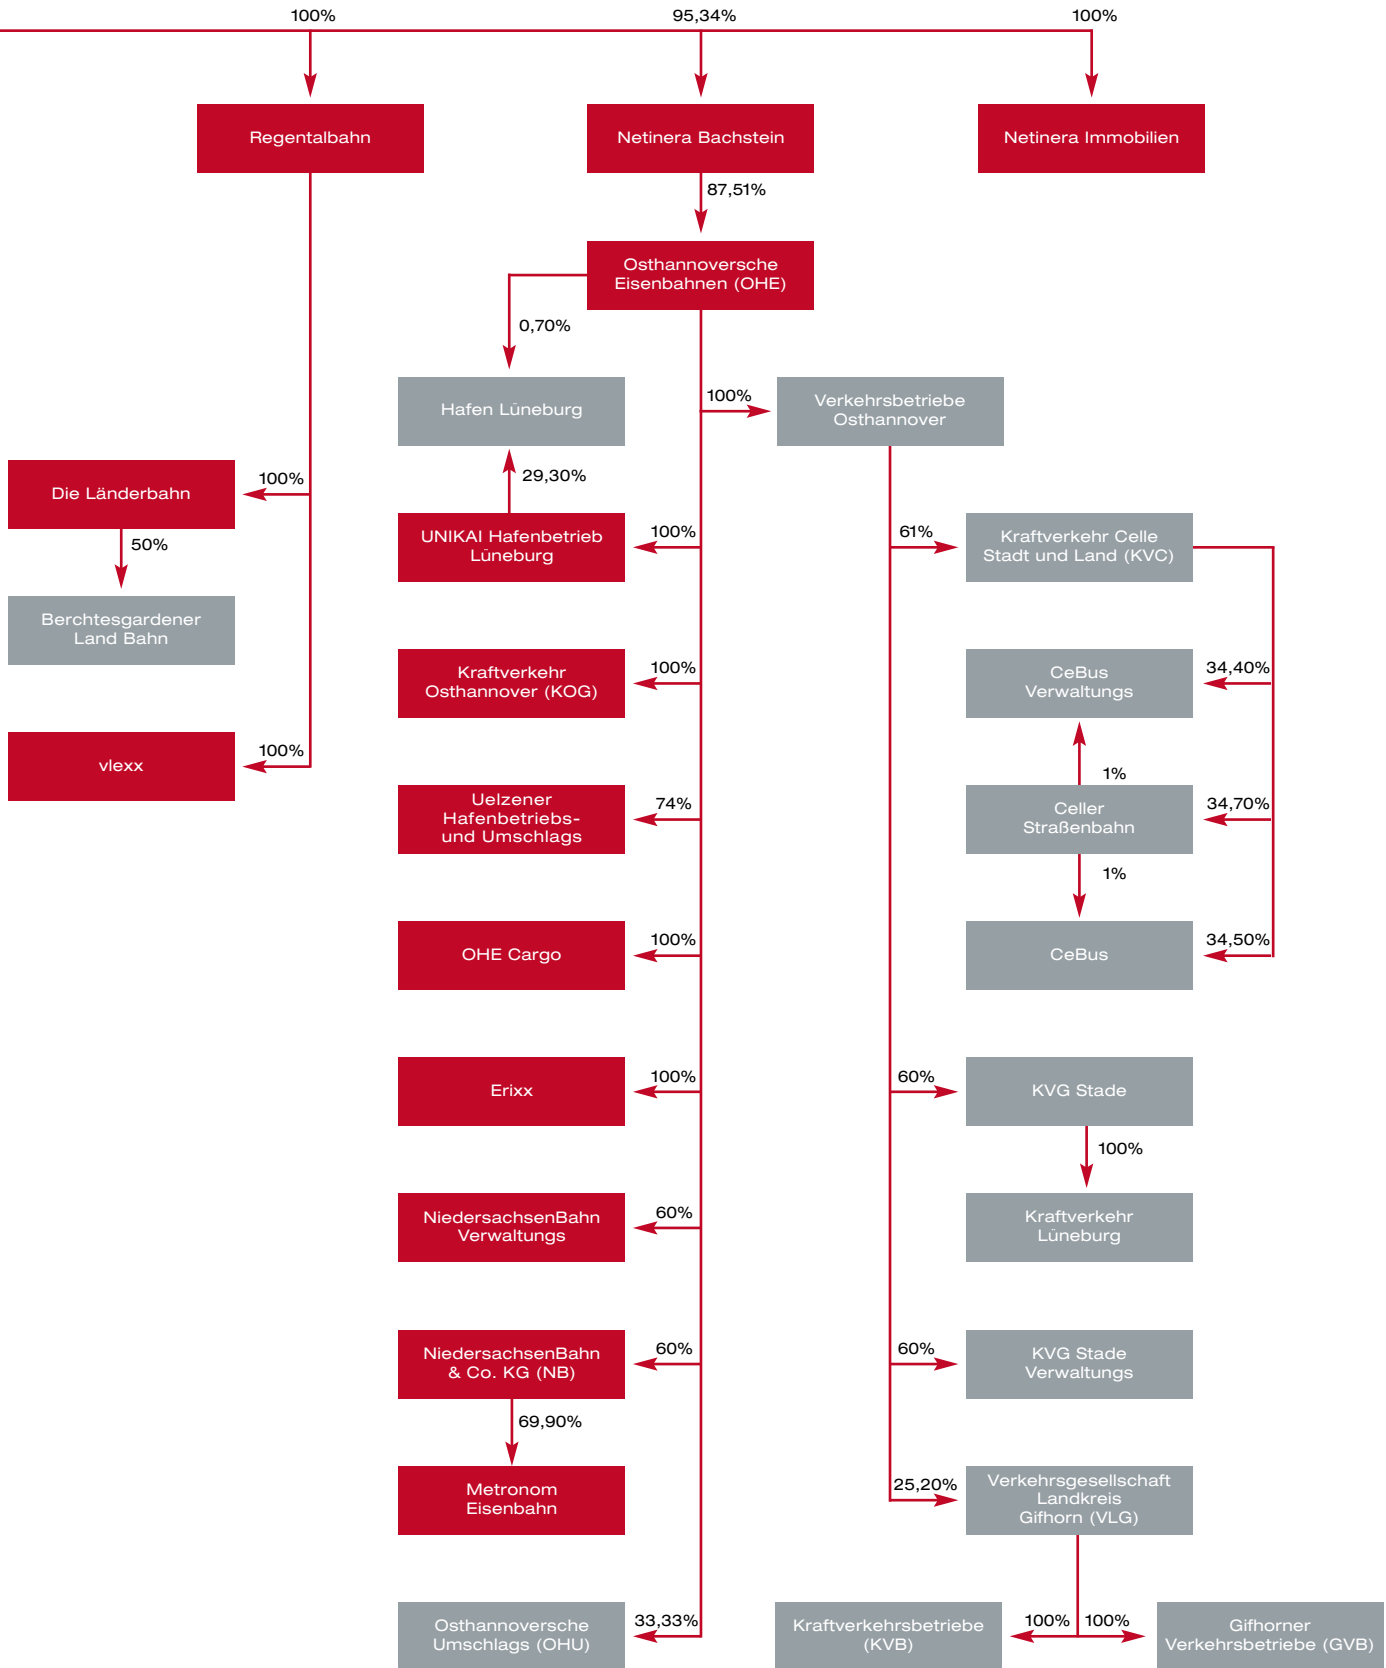 100%
95,34%
100%
Regentalbahn
Netinera Bachstein
Netinera Immobilien
87,51%
Osthannoversche
Eisenbahnen (OHE)
0,70%
Hafen Lüneburg
100%
Verkehrsbetriebe
Osthannover
Die Länderbahn
100%
29,30%
50%
UNIKAI Hafenbetrieb
Lüneburg
100%
61%
Kraftverkehr Celle
Stadt und Land (KVC)
Berchtesgardener
Land Bahn
Kraftverkehr
Osthannover (KOG)
100%
CeBus
Verwaltungs
34,40%
vlexx
100%
1%
Uelzener
Hafenbetriebs-
und Umschlags
74%
Celler
Straßenbahn
34,70%
1%
OHE Cargo
100%
CeBus
34,50%
Erixx
100%
60%
KVG Stade
100%
NiedersachsenBahn
Verwaltungs
60%
Kraftverkehr
Lüneburg
NiedersachsenBahn
& Co. KG (NB)
60%
60%
KVG Stade
Verwaltungs
69,90%
Metronom
Eisenbahn
25,20%
Verkehrsgesellschaft
Landkreis
Gifhorn (VLG)
Osthannoversche
Umschlags (OHU)
33,33%
Kraftverkehrsbetriebe
(KVB)
100%
100%
Gifhorner
Verkehrsbetriebe (GVB)